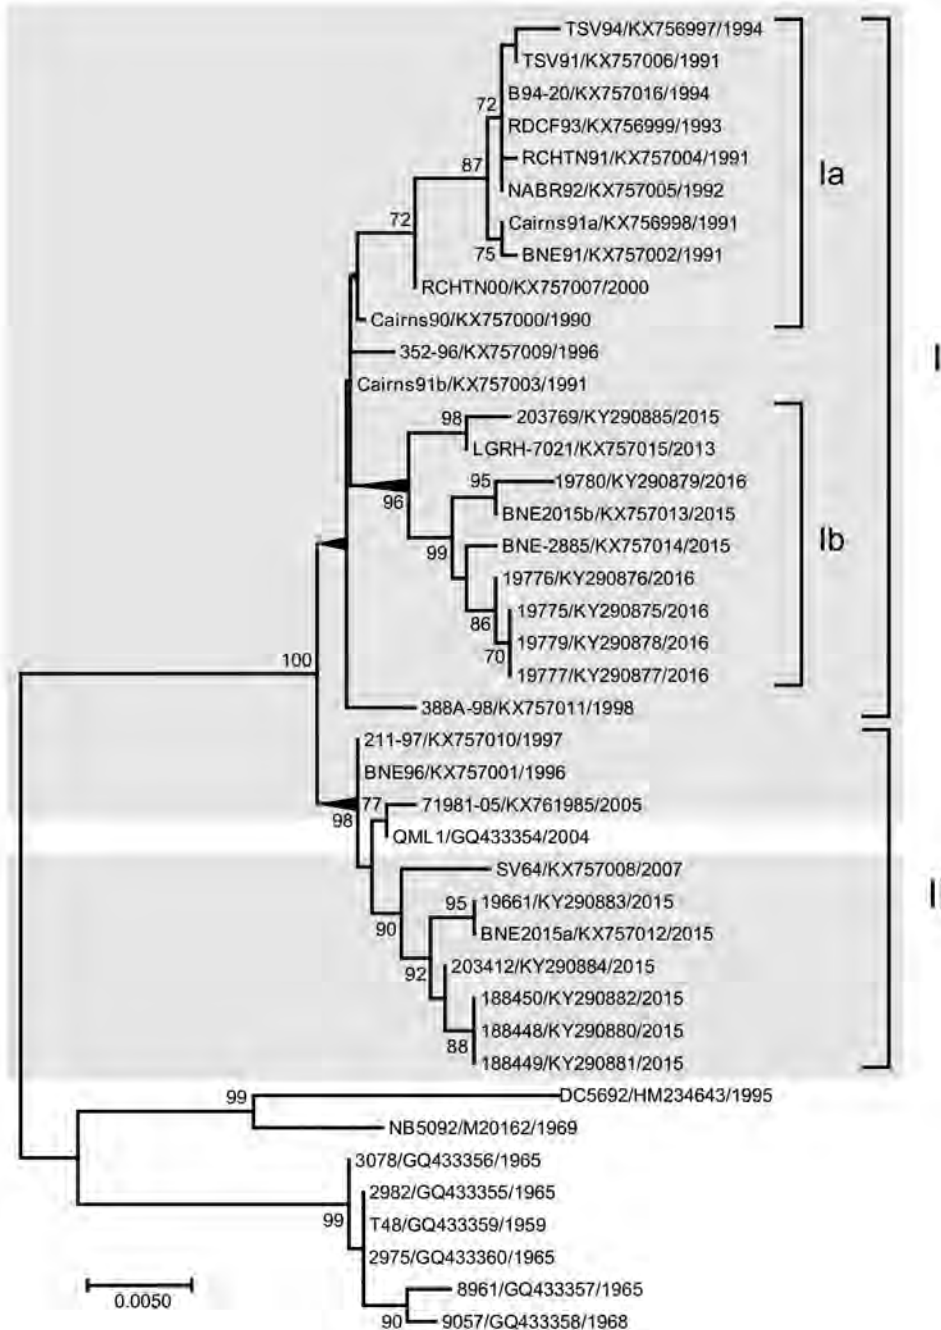 TSV94/KX756997/1994
TSV91/KX757006/1991
B94-20/KX757016/1994
72
RDCF93/KX756999/1993
RCHTN91/KX757004/1991
87
Ia
NABR92/KX757005/1992
72
Cairns91a/KX756998/1991
75
BNE91/KX757002/1991
RCHTN00/KX757007/2000
Cairns90/KX757000/1990
352-96/KX757009/1996
I
Cairns91b/KX757003/1991
98
203769/KY290885/2015
LGRH-7021/KX757015/2013
95
19780/KY290879/2016
96
BNE2015b/KX757013/2015
99
BNE-2885/KX757014/2015
Ib
19776/KY290876/2016
86
19775/KY290875/2016
19779/KY290878/2016
70
100
19777/KY290877/2016
388A-98/KX757011/1998
211-97/KX757010/1997
BNE96/KX757001/1996
77
71981-05/KX761985/2005
98
QML1/GQ433354/2004
SV64/KX757008/2007
II
95
19661/KY290883/2015
90
BNE2015a/KX757012/2015
92
203412/KY290884/2015
188450/KY290882/2015
188448/KY290880/2015
88
188449/KY290881/2015
99
DC5692/HM234643/1995
NB5092/M20162/1969
3078/GQ433356/1965
2982/GQ433355/1965
99
T48/GQ433359/1959
2975/GQ433360/1965
8961/GQ433357/1965
0.0050
90
9057/GQ433358/1968